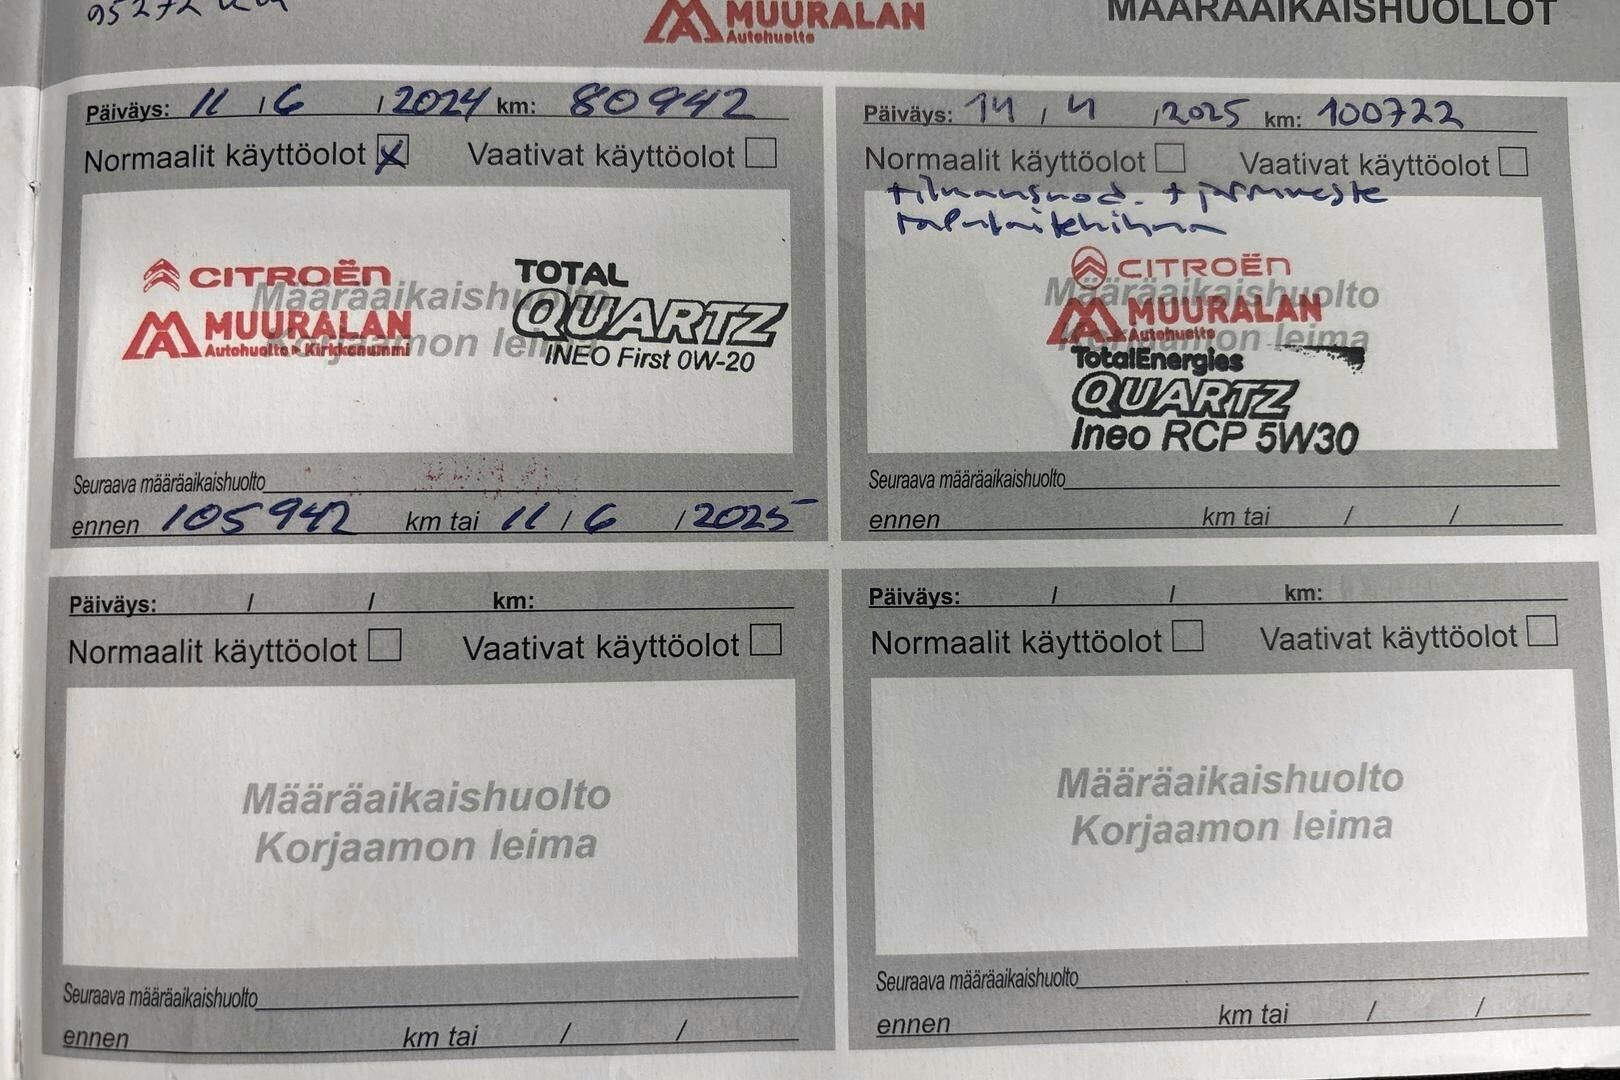 95272 km
MUURALAN
Autohuolto
MÄÄRÄAIKAISHUOLLOT
Päiväys: 11 / 6 / 2024 km: 80942
Normaalit käyttöolot X Vaativat käyttöolot
CITROËN
MUURALAN
Autohuolto Kirkkonummi
TOTAL
QUARTZ
INEO First 0W-20
Määräaikaishuolto
Korjaamon leima
Seuraava määräaikaishuolto
ennen 105942 km tai 11 / 6 / 2025
Päiväys: 14 / 4 / 2025 km: 100722
Normaalit käyttöolot Vaativat käyttöolot
+ jarruneste
CITROËN
MUURALAN
Autohuolto
Määräaikaishuolto
Korjaamon leima
TotalEnergies
QUARTZ
Ineo RCP 5W30
Seuraava määräaikaishuolto
ennen km tai / /
Päiväys: / / km:
Normaalit käyttöolot Vaativat käyttöolot
Määräaikaishuolto
Korjaamon leima
Seuraava määräaikaishuolto
ennen km tai / /
Päiväys: / / km:
Normaalit käyttöolot Vaativat käyttöolot
Määräaikaishuolto
Korjaamon leima
Seuraava määräaikaishuolto
ennen km tai / /